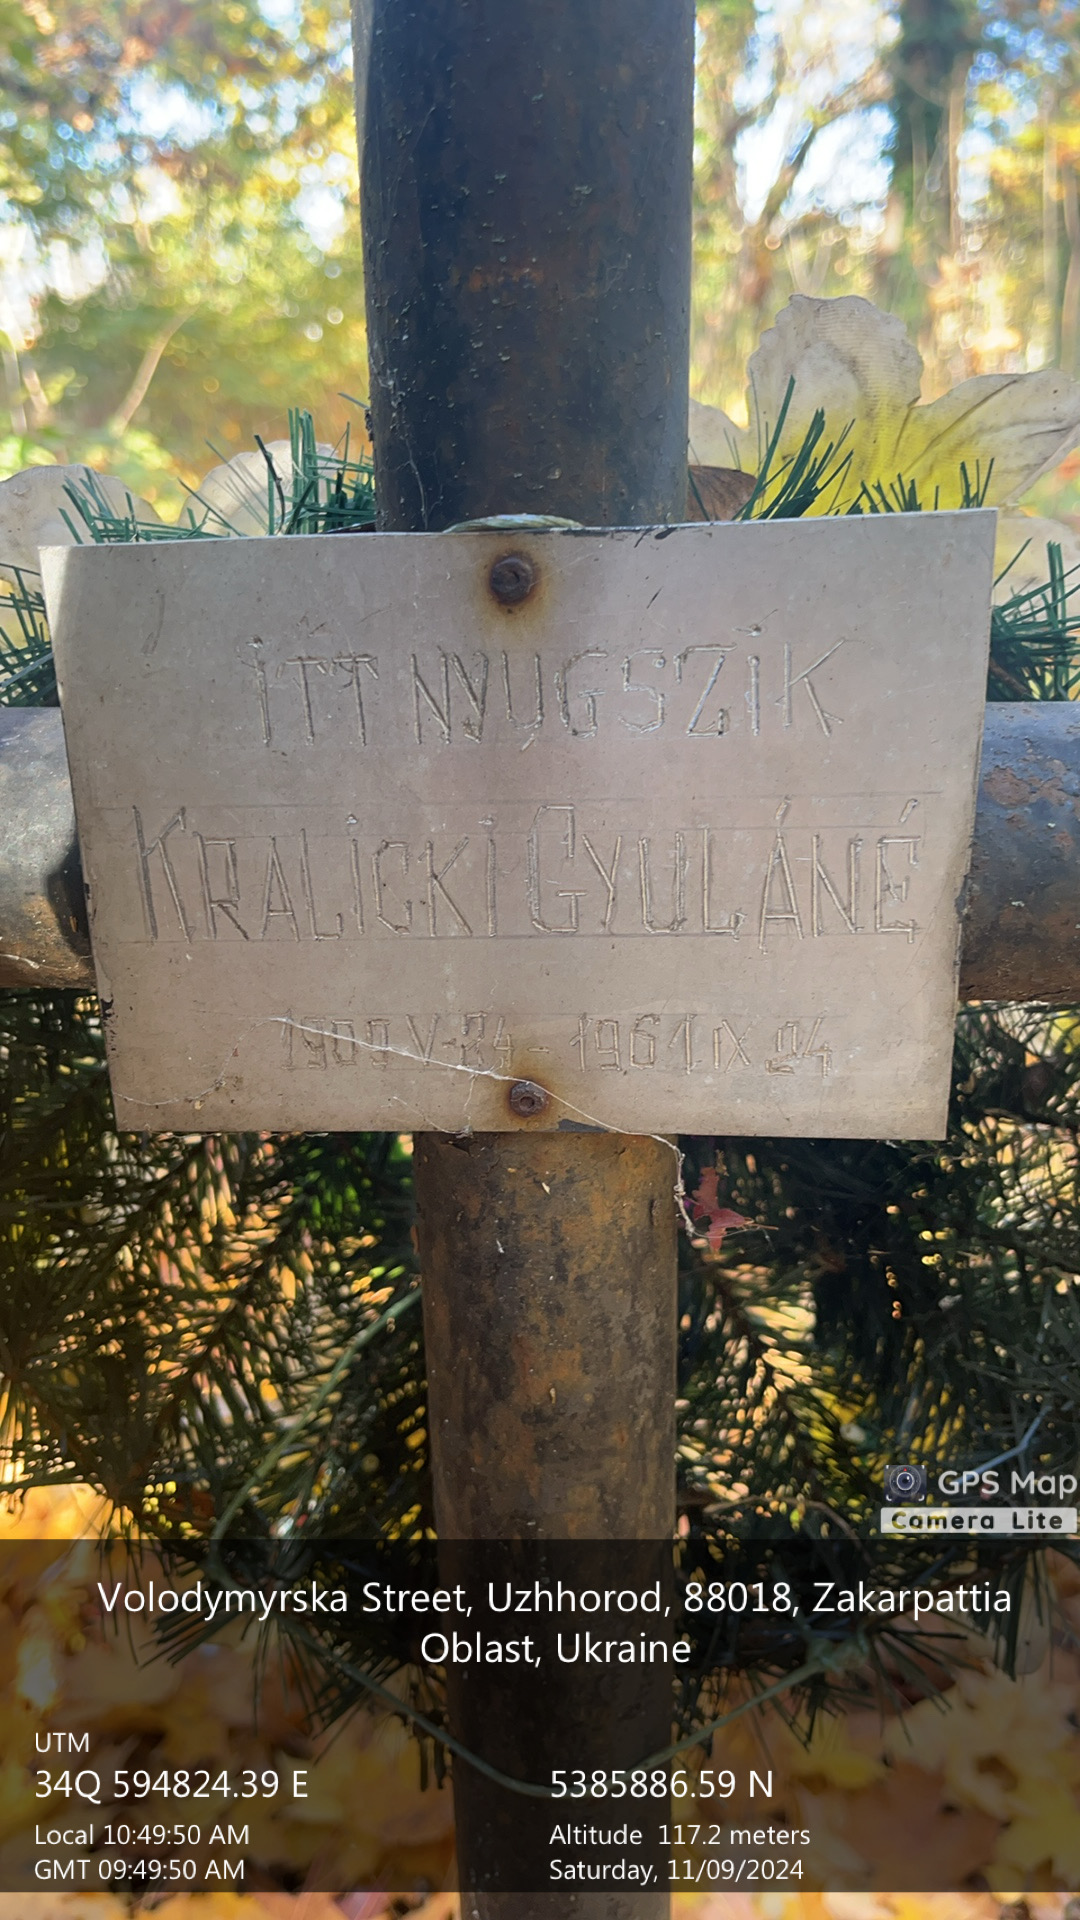 ITT NYUGSZIK
KRALICKI GYULÁNÉ
1909 V-24 - 1961.IX 24
GPS Map
Camera Lite
Volodymyrska Street, Uzhhorod, 88018, Zakarpattia
Oblast, Ukraine
UTM
34Q 594824.39 E 5385886.59 N
Local 10:49:50 AM Altitude 117.2 meters
GMT 09:49:50 AM Saturday, 11/09/2024